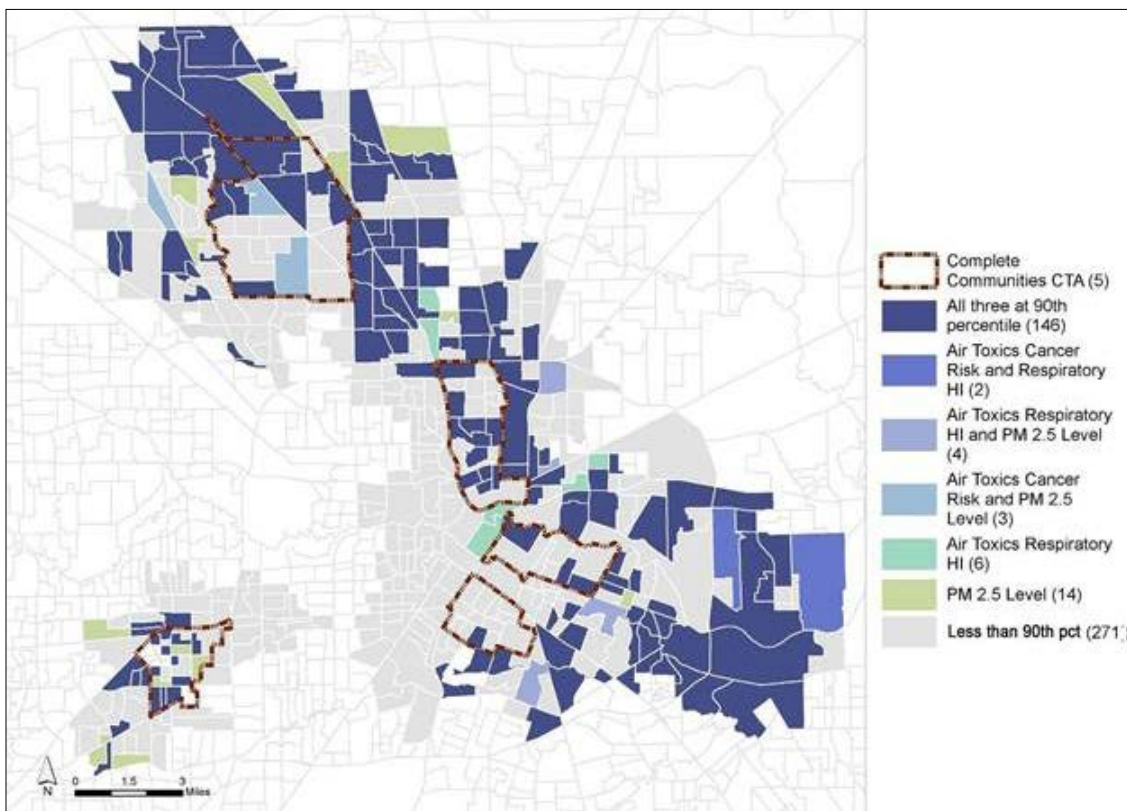 Complete
Communities CTA (5)
All three at 90th
percentile (146)
Air Toxics Cancer
Risk and Respiratory
HI (2)
Air Toxics Respiratory
HI and PM 2.5 Level
(4)
Air Toxics Cancer
Risk and PM 2.5
Level (3)
Air Toxics Respiratory
HI (6)
PM 2.5 Level (14)
Less than 90th pct (271)
N
0 1.5 3
Miles